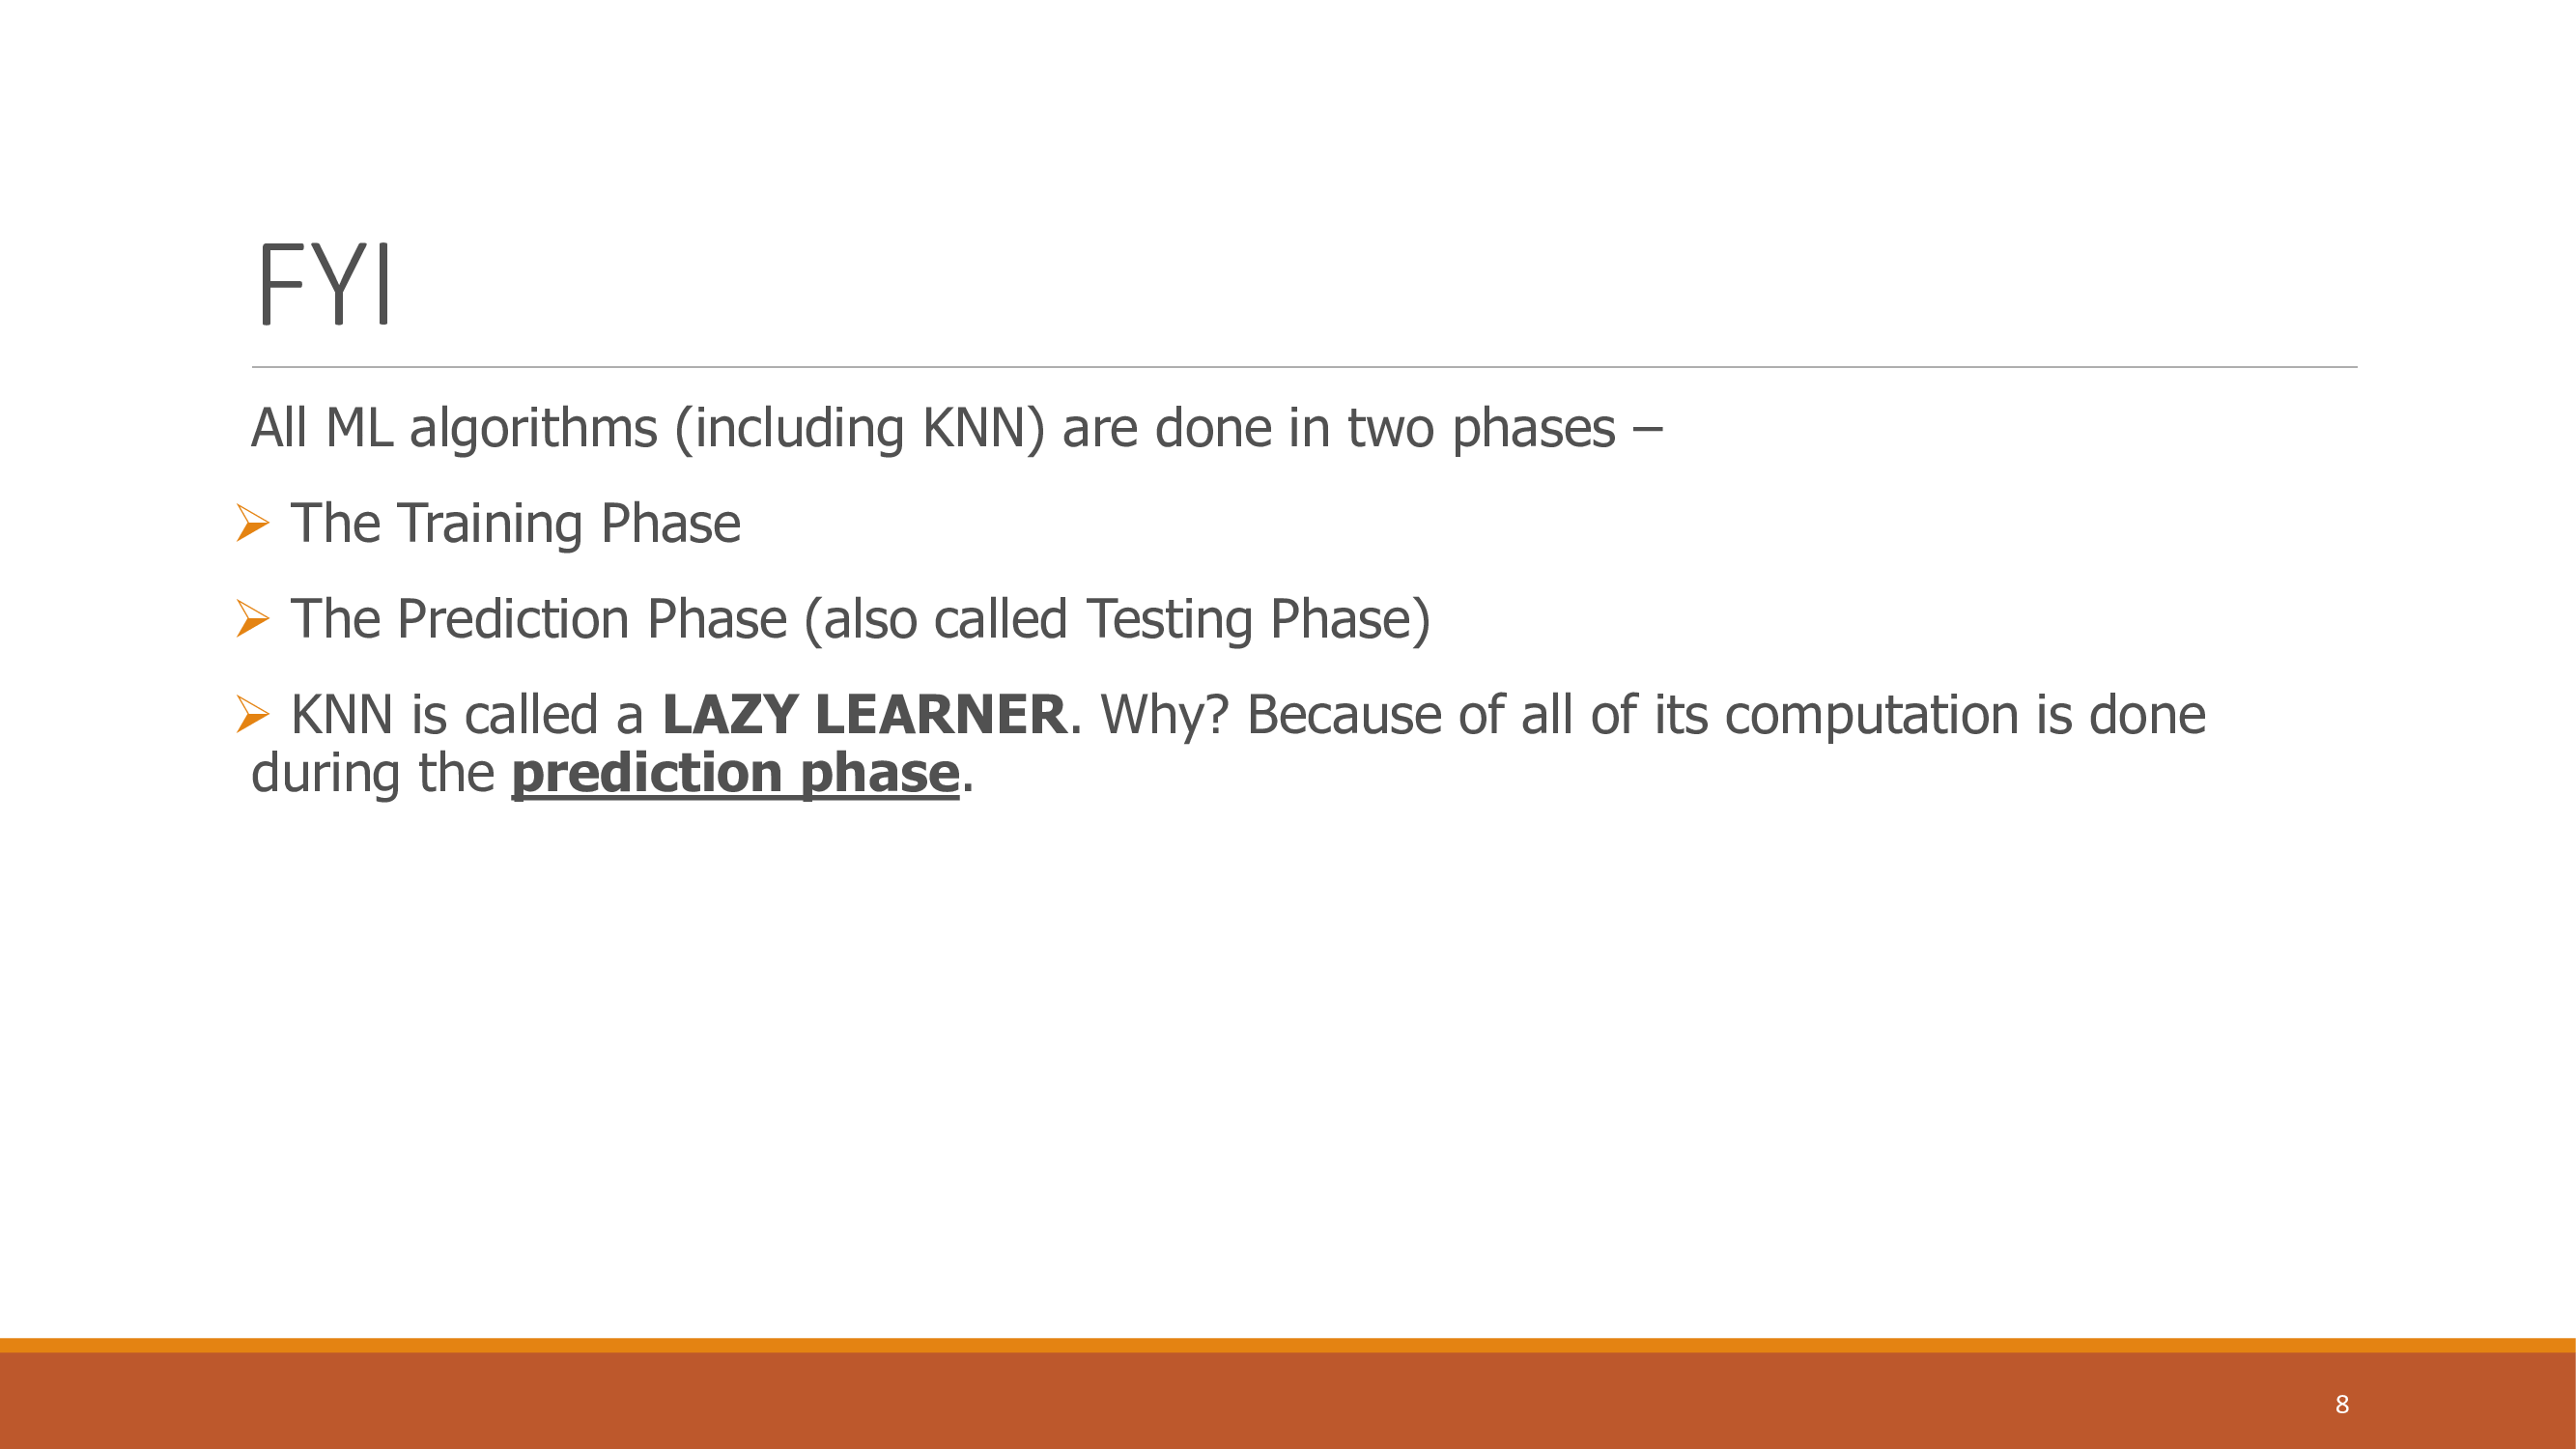 FYI
All ML algorithms (including KNN) are done in two phases –
➢ The Training Phase
➢ The Prediction Phase (also called Testing Phase)
➢ KNN is called a LAZY LEARNER. Why? Because of all of its computation is done
during the prediction phase.
8